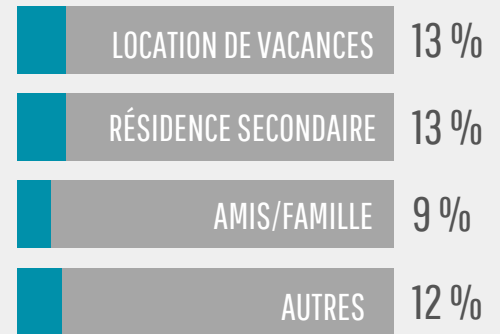 LOCATION DE VACANCES 13 %
RÉSIDENCE SECONDAIRE 13 %
AMIS/FAMILLE 9 %
AUTRES 12 %